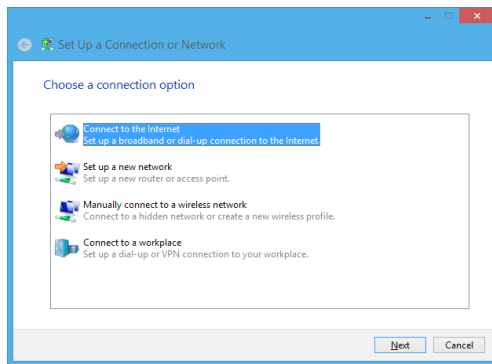 Set Up a Connection or Network
Choose a connection option
Connect to the Internet
Set up a broadband or dial-up connection to the Internet.
Set up a new network
Set up a new router or access point.
Manually connect to a wireless network
Connect to a hidden network or create a new wireless profile.
Connect to a workplace
Set up a dial-up or VPN connection to your workplace.
Next Cancel